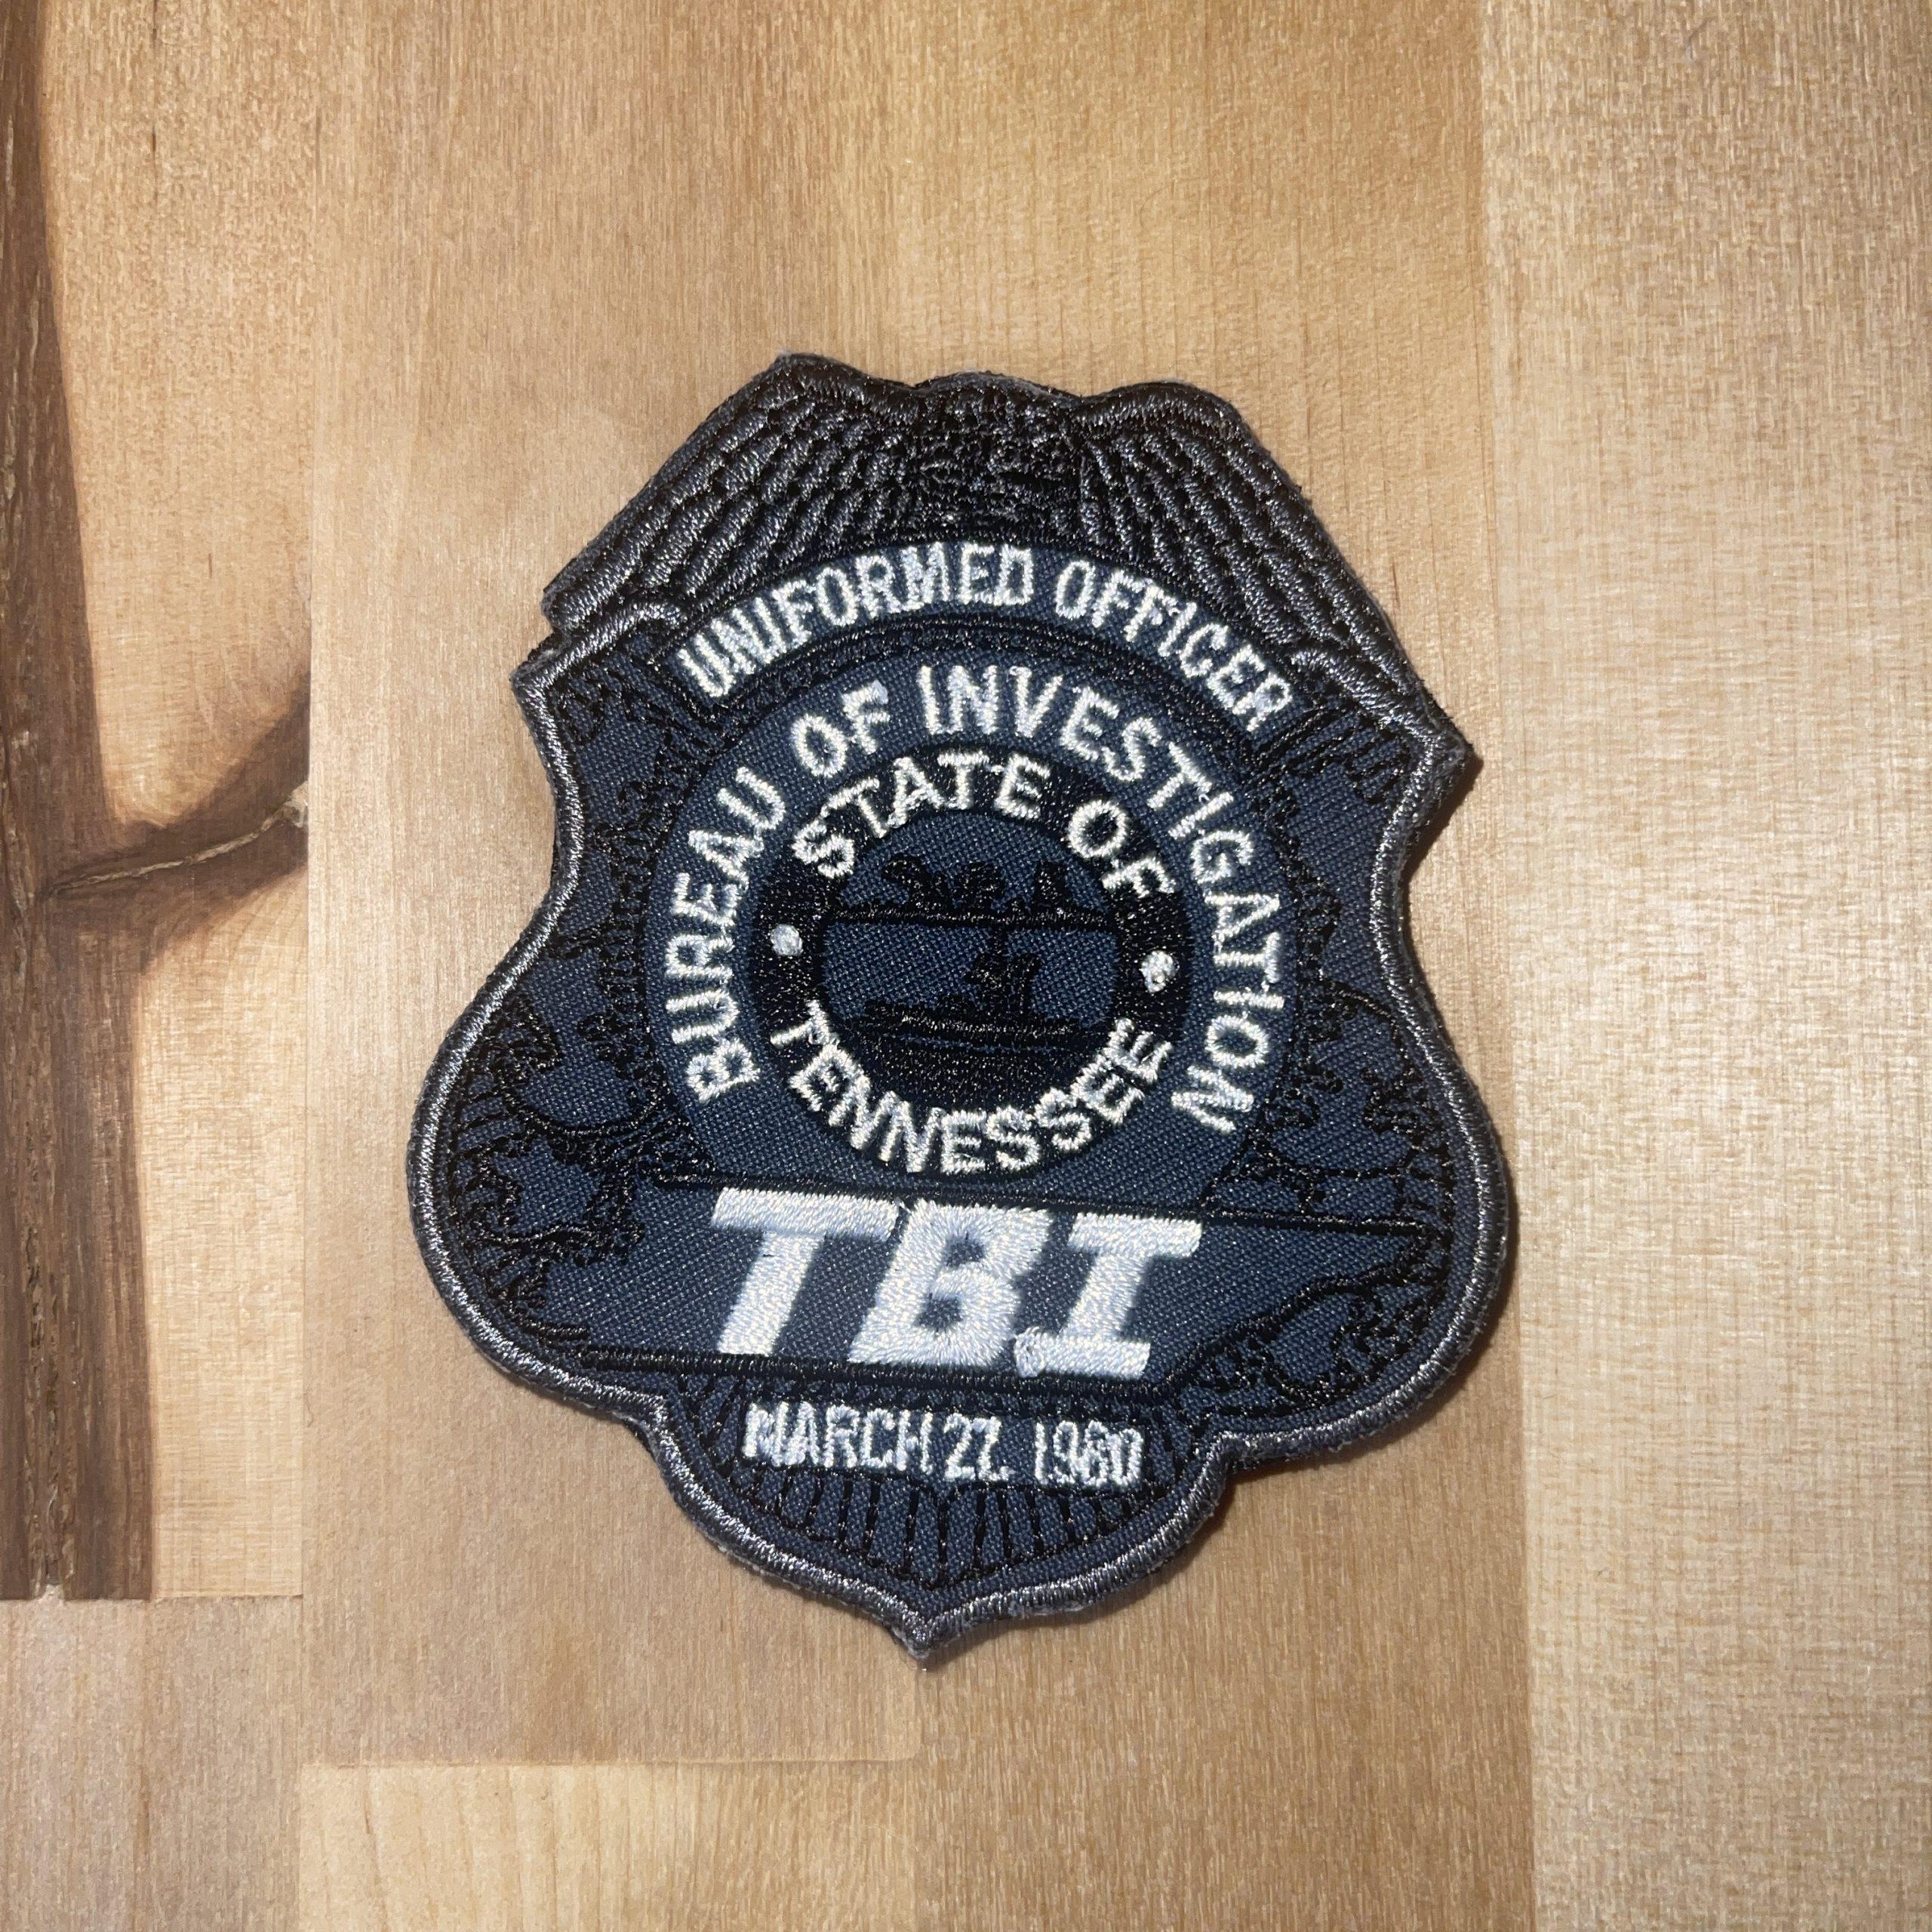 UNIFORMED OFFICER
BUREAU OF INVESTIGATION
STATE OF
TENNESSEE
TBI
MARCH 27, 1980